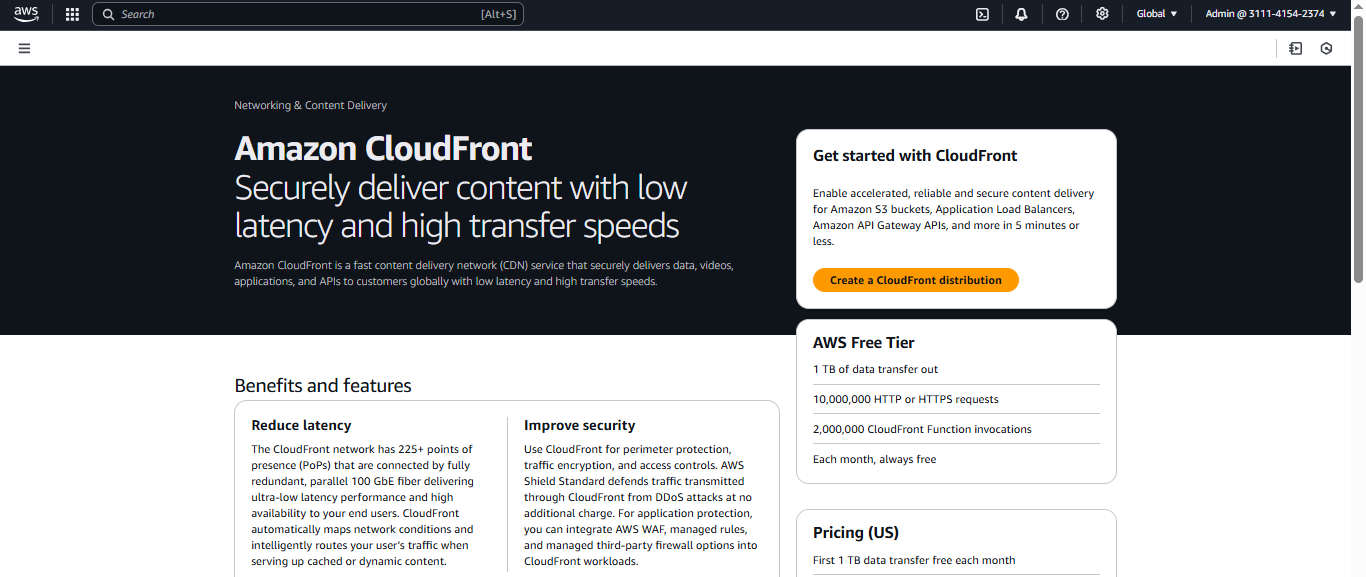 aws
Search
[Alt+S]
Global
Admin @ 3111-4154-2374
Networking & Content Delivery
Amazon CloudFront
Securely deliver content with low
latency and high transfer speeds
Amazon CloudFront is a fast content delivery network (CDN) service that securely delivers data, videos,
applications, and APIs to customers globally with low latency and high transfer speeds.
Get started with CloudFront
Enable accelerated, reliable and secure content delivery
for Amazon S3 buckets, Application Load Balancers,
Amazon API Gateway APIs, and more in 5 minutes or
less.
Create a CloudFront distribution
AWS Free Tier
1 TB of data transfer out
10,000,000 HTTP or HTTPS requests
2,000,000 CloudFront Function invocations
Each month, always free
Benefits and features
Reduce latency
The CloudFront network has 225+ points of
presence (PoPs) that are connected by fully
redundant, parallel 100 GbE fiber delivering
ultra-low latency performance and high
availability to your end users. CloudFront
automatically maps network conditions and
intelligently routes your user's traffic when
serving up cached or dynamic content.
Improve security
Use CloudFront for perimeter protection,
traffic encryption, and access controls. AWS
Shield Standard defends traffic transmitted
through CloudFront from DDoS attacks at no
additional charge. For application protection,
you can integrate AWS WAF, managed rules,
and managed third-party firewall options into
CloudFront workloads.
Pricing (US)
First 1 TB data transfer free each month